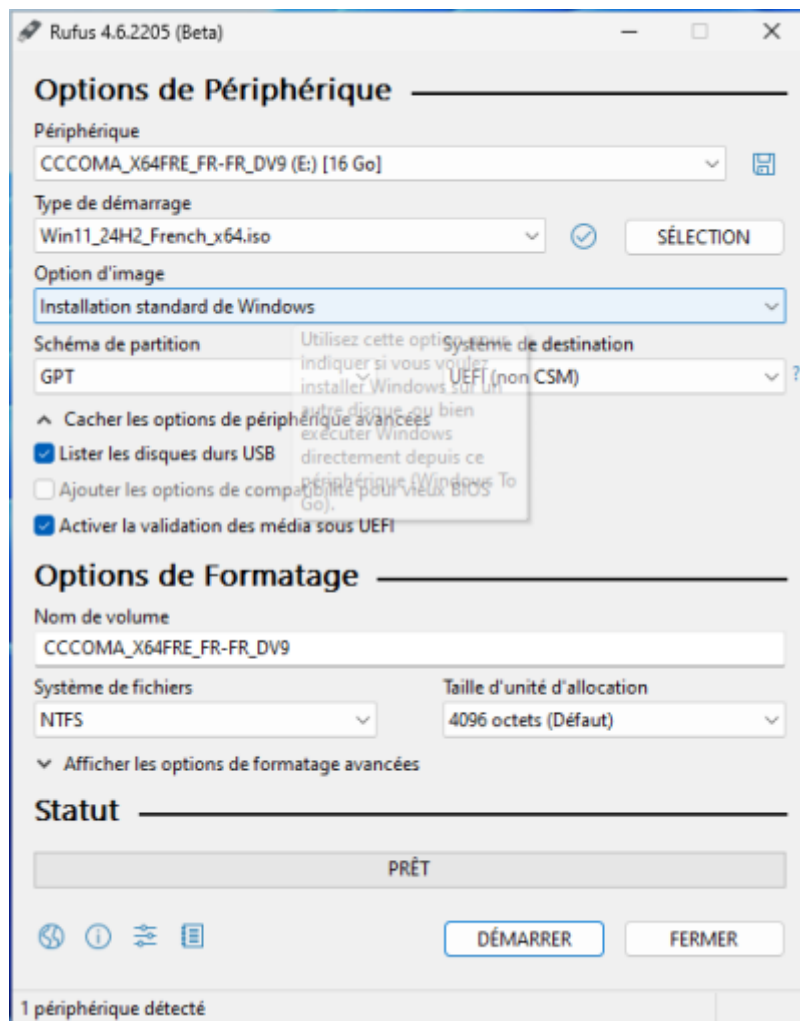 Rufus 4.6.2205 (Beta)
Options de Périphérique
Périphérique
CCCOMA_X64FRE_FR-FR_DV9 (E:) [16 Go]
Type de démarrage
Win11_24H2_French_x64.iso
SÉLECTION
Option d'image
Installation standard de Windows
Schéma de partition
Système de destination
GPT
UEFI (non CSM)
?
Utilisez cette option pour
indiquer si vous voulez
installer Windows sur un
autre disque, ou bien
exécuter Windows
directement depuis ce
périphérique (Windows To
Go).
Cacher les options de périphérique avancées
Lister les disques durs USB
Ajouter les options de compatibilité pour vieux BIOS
Activer la validation des média sous UEFI
Options de Formatage
Nom de volume
CCCOMA_X64FRE_FR-FR_DV9
Système de fichiers
Taille d'unité d'allocation
NTFS
4096 octets (Défaut)
Afficher les options de formatage avancées
Statut
PRÊT
DÉMARRER
FERMER
1 périphérique détecté